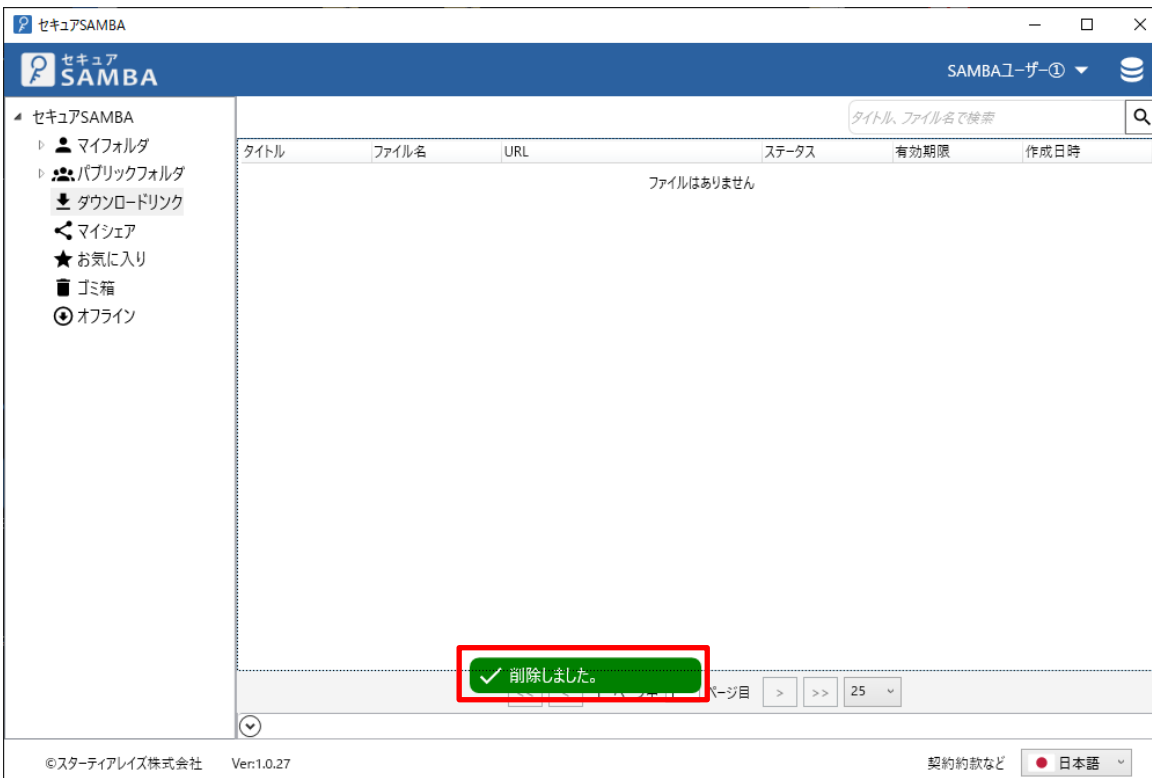 セキュアSAMBA
セキュア
SAMBA
SAMBAユーザー①
セキュアSAMBA
マイフォルダ
パブリックフォルダ
ダウンロードリンク
マイシェア
お気に入り
ゴミ箱
オフライン
タイトル、ファイル名で検索
タイトル ファイル名 URL ステータス 有効期限 作成日時
ファイルはありません
削除しました。
ページ目 > >> 25
©スターティアレイズ株式会社 Ver:1.0.27 契約約款など 日本語